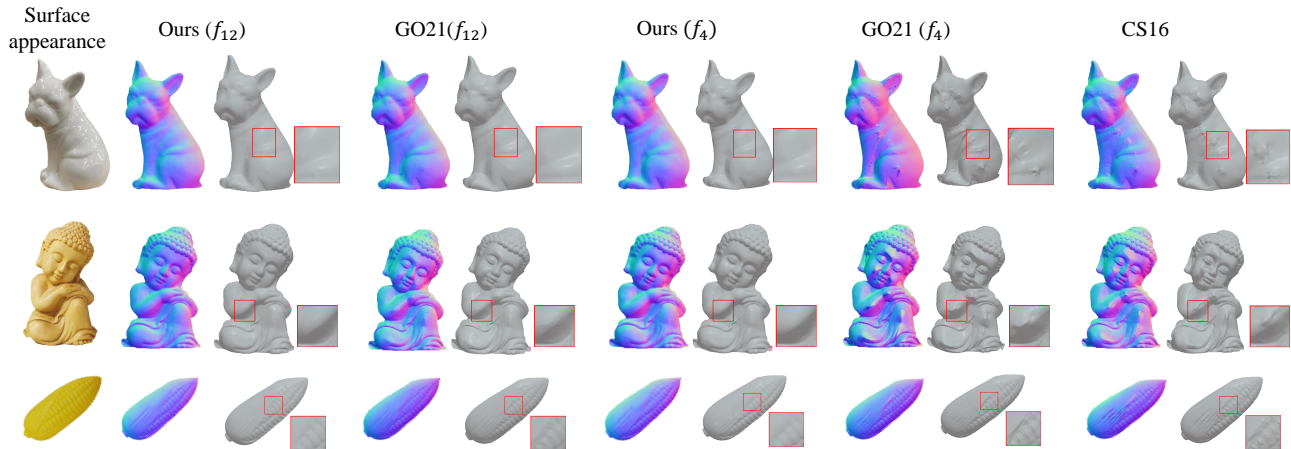 Surface
appearance
Ours (f₁₂)
GO21(f₁₂)
Ours (f₄)
GO21 (f₄)
CS16